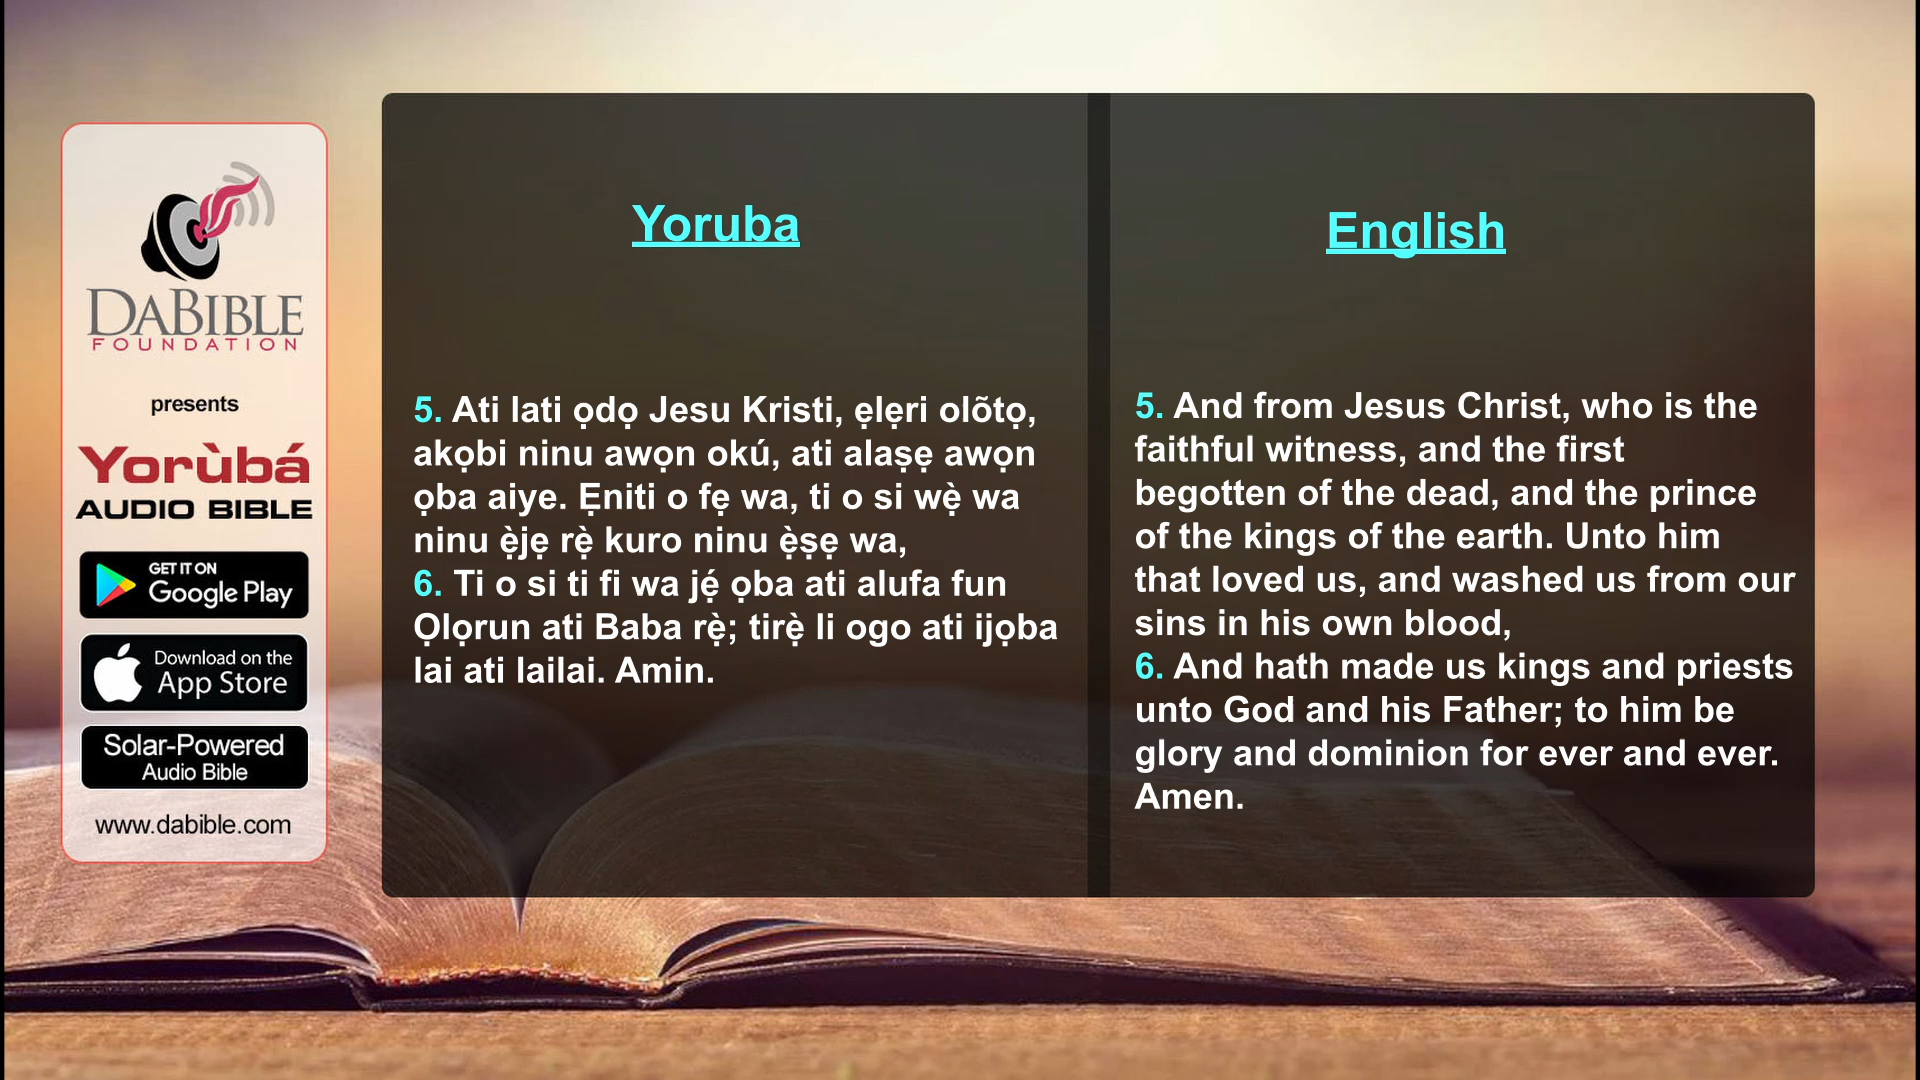 DABIBLE
FOUNDATION
presents
Yorùbá
AUDIO BIBLE
GET IT ON
Google Play
Download on the
App Store
Solar-Powered
Audio Bible
www.dabible.com
Yoruba
5. Ati lati ọdọ Jesu Kristi, ẹlẹri olõtọ,
akọbi ninu awọn okú, ati alaṣẹ awọn
ọba aiye. Ẹniti o fẹ wa, ti o si wẹ̀ wa
ninu ẹ̀jẹ rẹ̀ kuro ninu ẹ̀ṣẹ wa,
6. Ti o si ti fi wa jẹ́ ọba ati alufa fun
Ọlọrun ati Baba rẹ̀; tirẹ̀ li ogo ati ijọba
lai ati lailai. Amin.
English
5. And from Jesus Christ, who is the
faithful witness, and the first
begotten of the dead, and the prince
of the kings of the earth. Unto him
that loved us, and washed us from our
sins in his own blood,
6. And hath made us kings and priests
unto God and his Father; to him be
glory and dominion for ever and ever.
Amen.